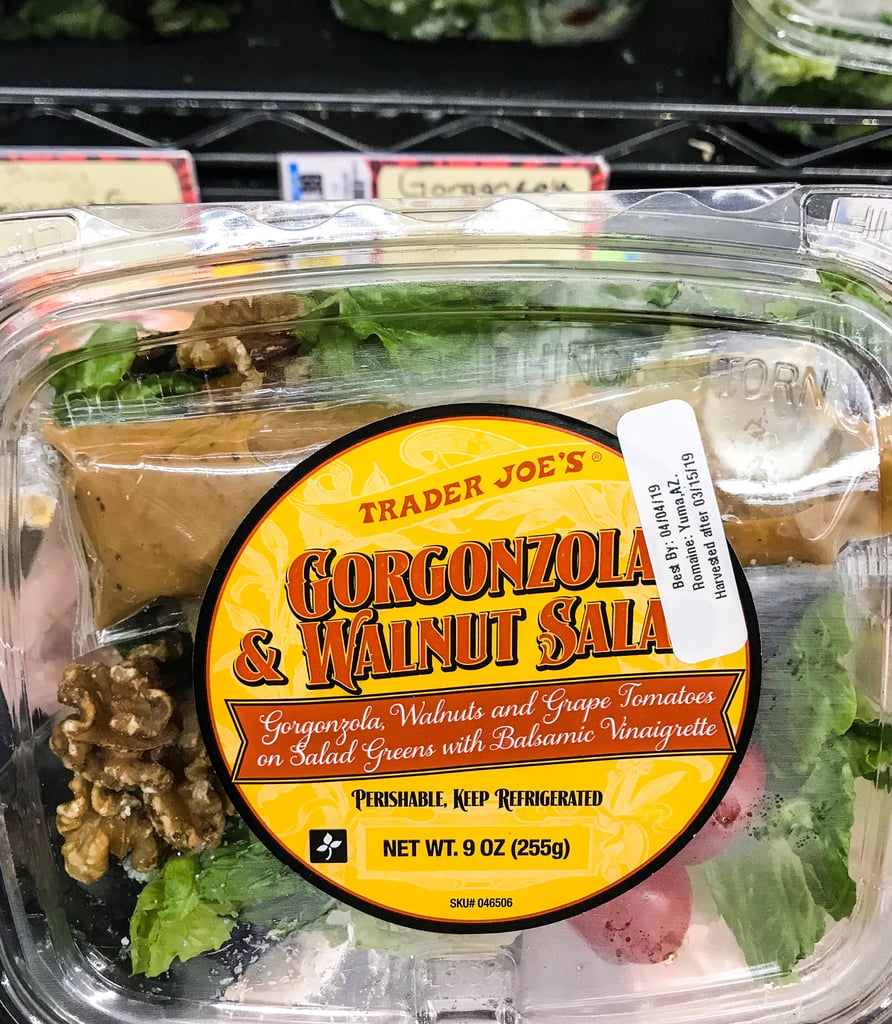 Gorgonzola
TRADER JOE'S®
GORGONZOLA
& WALNUT SALA
Gorgonzola, Walnuts and Grape Tomatoes
on Salad Greens with Balsamic Vinaigrette
PERISHABLE, KEEP REFRIGERATED
NET WT. 9 OZ (255g)
SKU# 046506
Best By: 04/04/19
Romaine: Yuma,AZ.
Harvested after 03/15/19
TORN